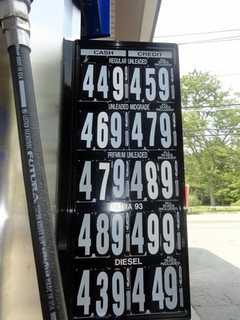 CASH CREDIT
REGULAR UNLEADED
449 459
UNLEADED MIDGRADE
469 479
PREMIUM UNLEADED
479 489
93
489 499
DIESEL
439 449
FUTURA